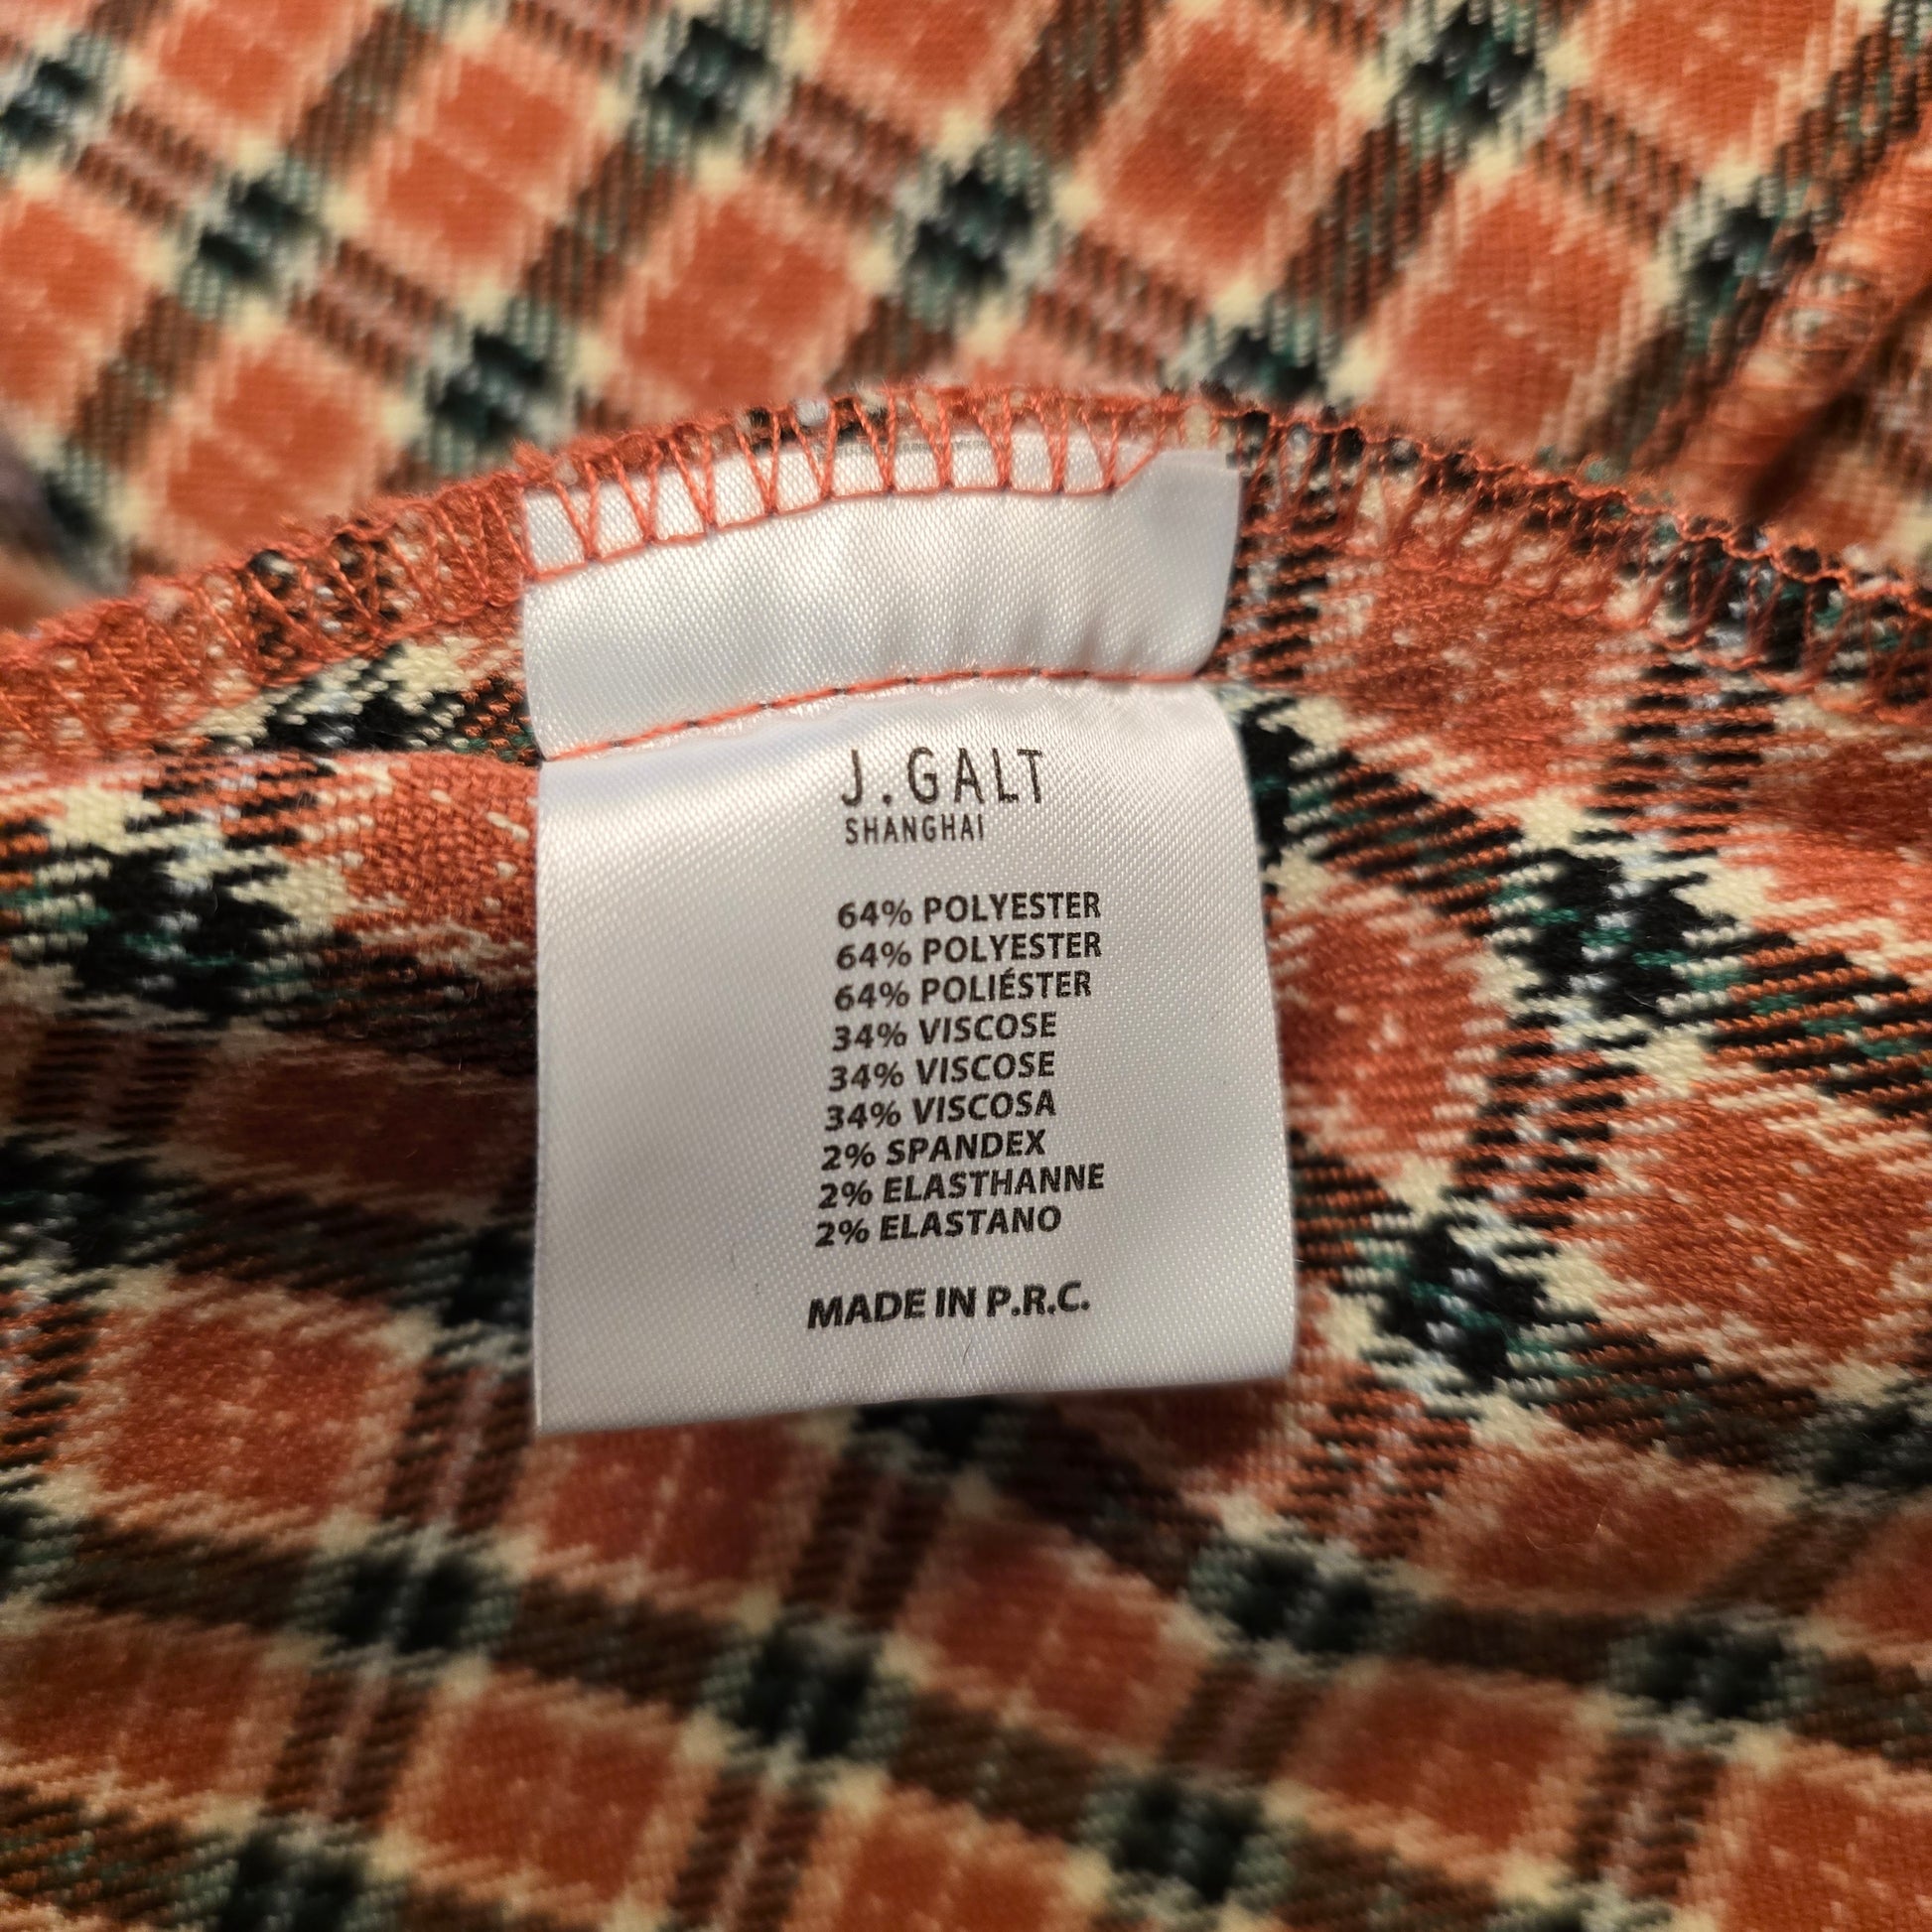 J.GALT
SHANGHAI
64% POLYESTER
64% POLYESTER
64% POLIÉSTER
34% VISCOSE
34% VISCOSE
34% VISCOSA
2% SPANDEX
2% ELASTHANNE
2% ELASTANO
MADE IN P.R.C.